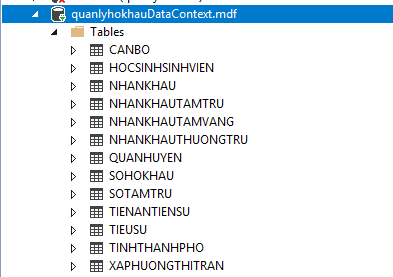 quanlyhokhauDataContext.mdf
Tables
CANBO
HOCSINHSINHVIEN
NHANKHAU
NHANKHAUTAMTRU
NHANKHAUTAMVANG
NHANKHAUTHUONGTRU
QUANHUYEN
SOHOKHAU
SOTAMTRU
TIENANTIENSU
TIEUSU
TINHTHANHPHO
XAPHUONGTHITRAN